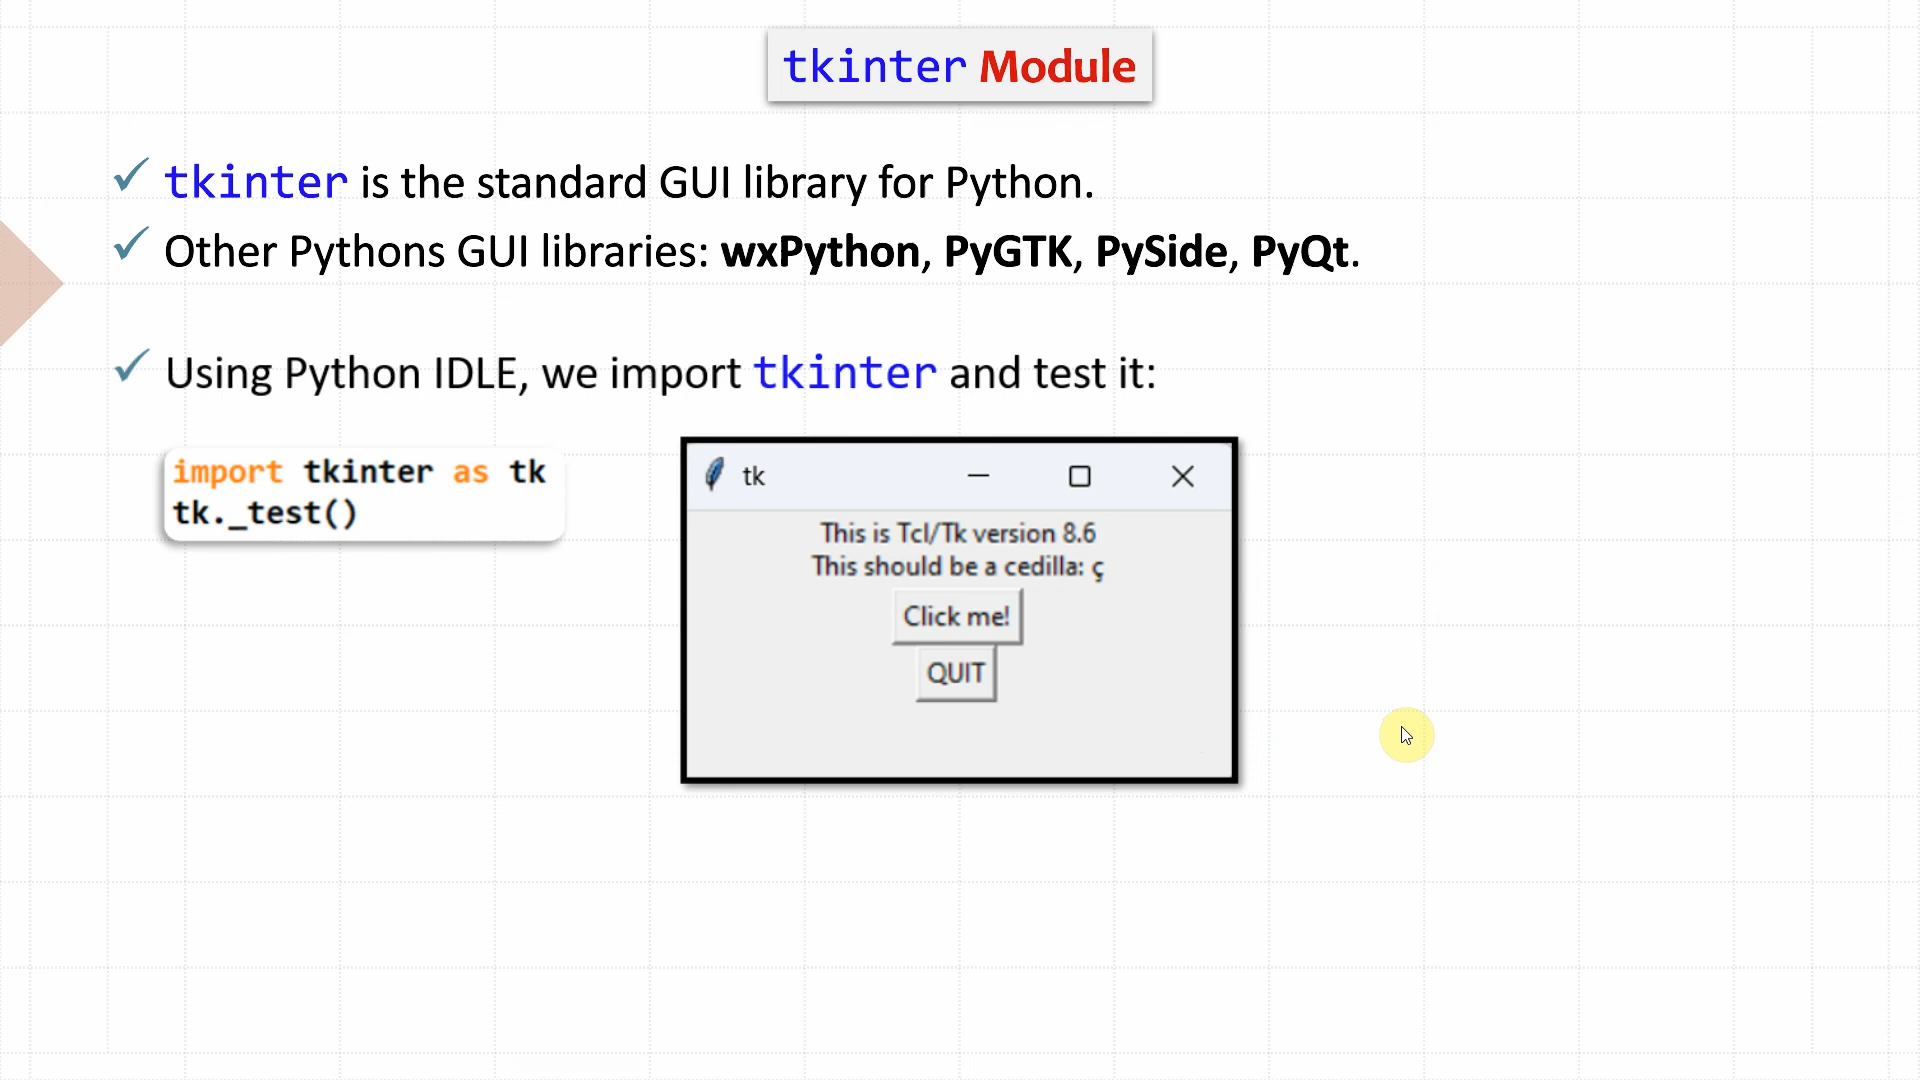 tkinter Module
tkinter is the standard GUI library for Python.
Other Pythons GUI libraries: wxPython, PyGTK, PySide, PyQt.
Using Python IDLE, we import tkinter and test it:
import tkinter as tk
tk._test()
tk
This is Tcl/Tk version 8.6
This should be a cedilla: ç
Click me!
QUIT